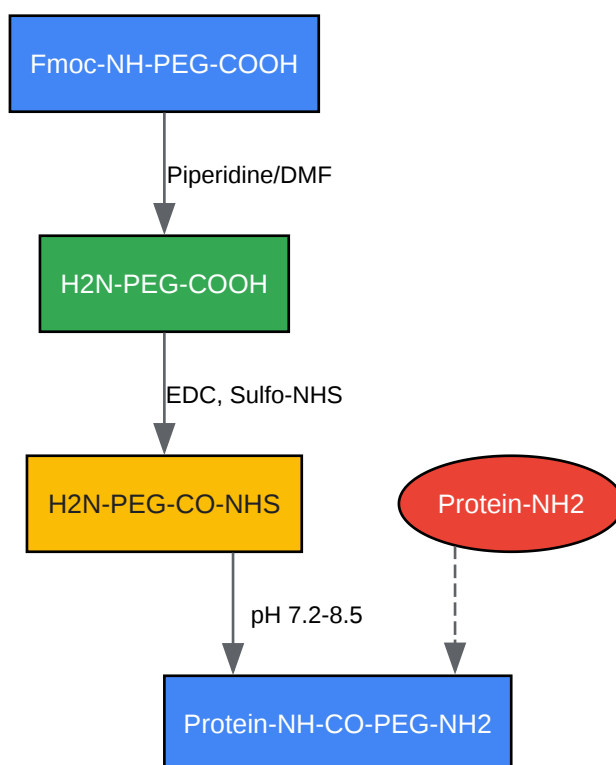 Fmoc-NH-PEG-COOH
Piperidine/DMF
H2N-PEG-COOH
EDC, Sulfo-NHS
H2N-PEG-CO-NHS
Protein-NH2
pH 7.2-8.5
Protein-NH-CO-PEG-NH2